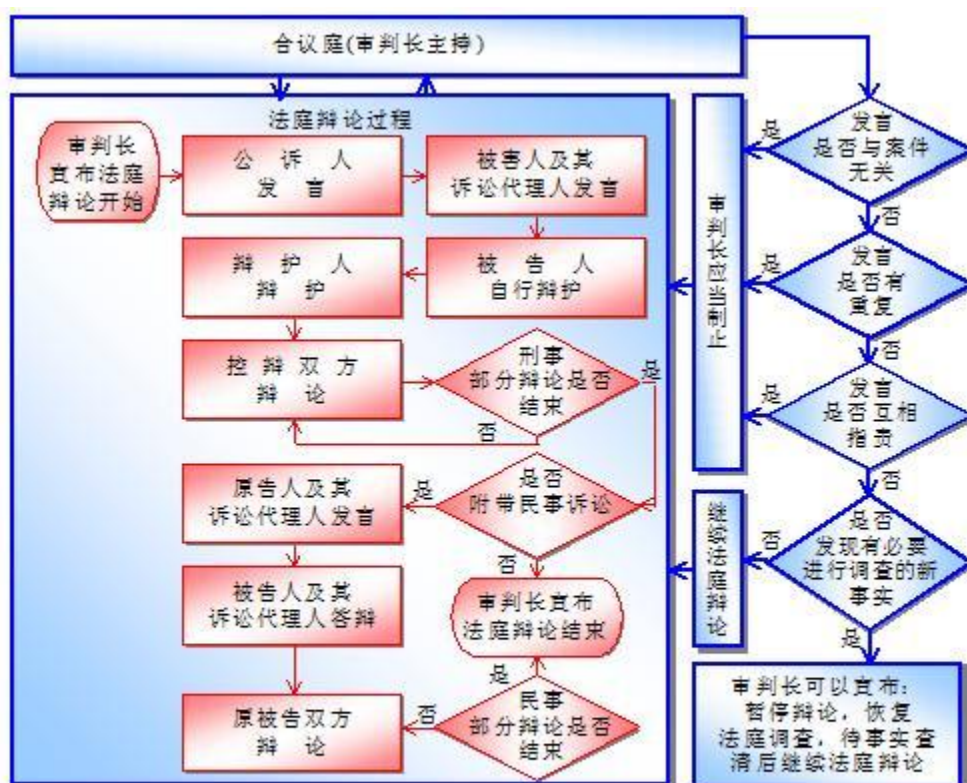 合议庭(审判长主持)
法庭辩论过程
审判长
宣布法庭
辩论开始
公诉人
发言
被害人及其
诉讼代理人发言
辩护人
辩护
被告人
自行辩护
控辩双方
辩论
刑事
部分辩论是否
结束
是
否
原告人及其
诉讼代理人发言
是
是否
附带民事诉讼
否
被告人及其
诉讼代理人答辩
审判长宣布
法庭辩论结束
是
原被告双方
辩论
否
民事
部分辩论是否
结束
审判长应当制止
是
发言
是否与案件
无关
否
是
发言
是否有
重复
否
是
发言
是否互相
指责
否
继续法庭辩论
否
是否
发现有必要
进行调查的新
事实
是
审判长可以宣布：
暂停辩论，恢复
法庭调查，待事实查
清后继续法庭辩论